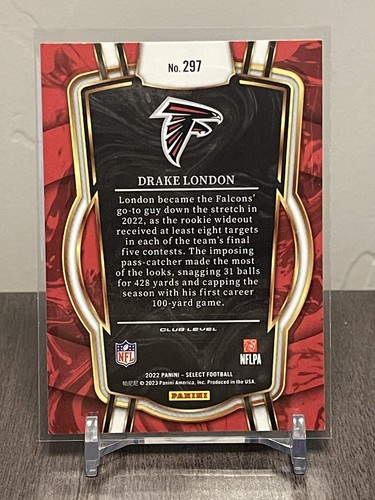 No. 297
DRAKE LONDON
London became the Falcons'
go-to guy down the stretch in
2022, as the rookie wideout
received at least eight targets
in each of the team's final
five contests. The imposing
pass-catcher made the most
of the looks, snagging 31 balls
for 428 yards and capping the
season with his first career
100-yard game.
CLUB LEVEL
NFL
NFLPA
2022 PANINI - SELECT FOOTBALL
帕尼尼 © 2023 Panini America, Inc. Produced in the USA.
PANINI